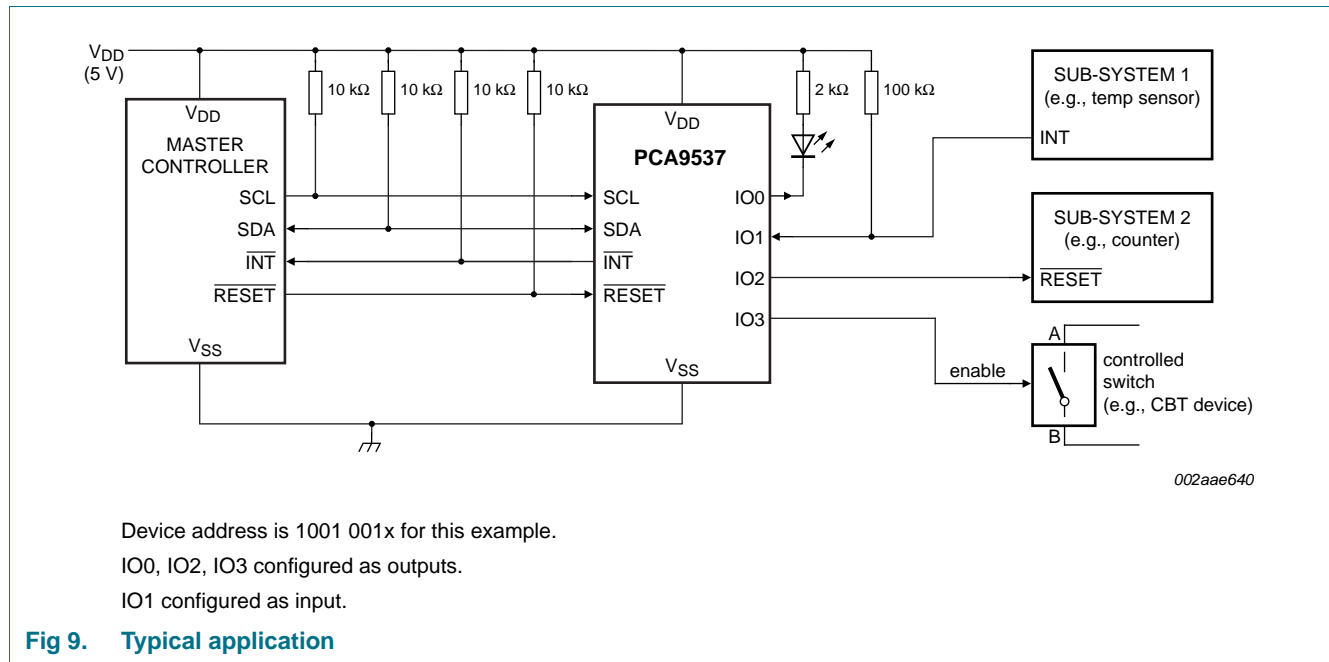 VDD
(5 V)
10 kΩ
10 kΩ
10 kΩ
10 kΩ
2 kΩ
100 kΩ
VDD
MASTER
CONTROLLER
SCL
SDA
INT
RESET
VSS
VDD
PCA9537
SCL
SDA
INT
RESET
VSS
IO0
IO1
IO2
IO3
SUB-SYSTEM 1
(e.g., temp sensor)
INT
SUB-SYSTEM 2
(e.g., counter)
RESET
enable
A
B
controlled
switch
(e.g., CBT device)
002aae640
Device address is 1001 001x for this example.
IO0, IO2, IO3 configured as outputs.
IO1 configured as input.
Fig 9. Typical application